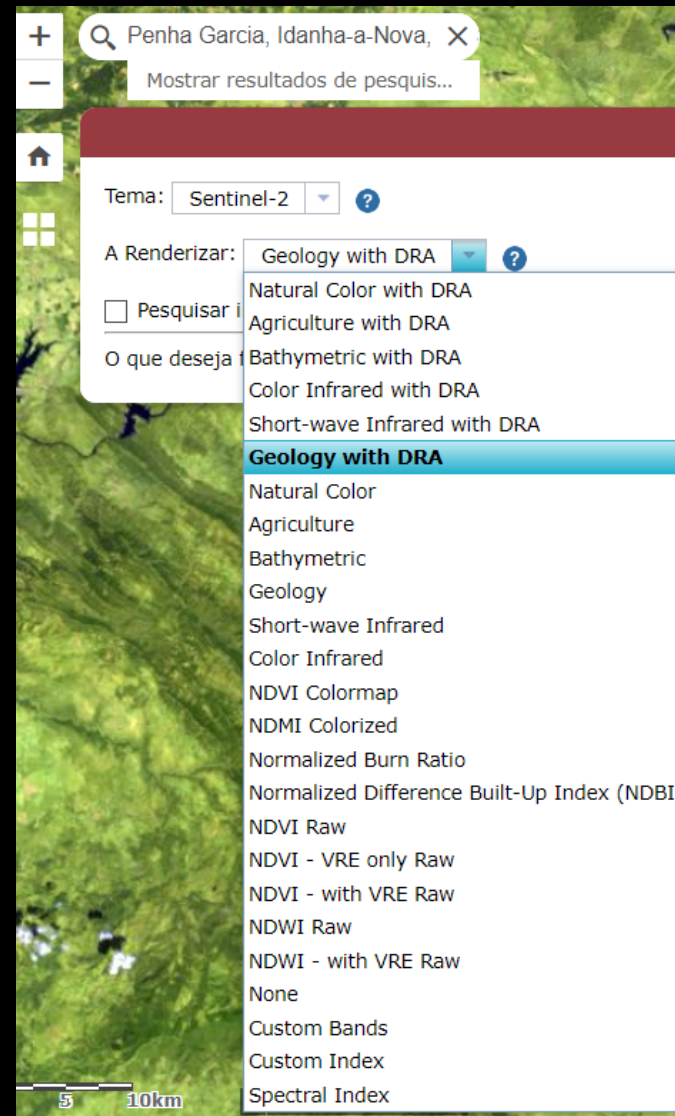 Penha Garcia, Idanha-a-Nova,
Mostrar resultados de pesquis...
Tema: Sentinel-2
A Renderizar: Geology with DRA
Pesquisar i
O que deseja f
Natural Color with DRA
Agriculture with DRA
Bathymetric with DRA
Color Infrared with DRA
Short-wave Infrared with DRA
Geology with DRA
Natural Color
Agriculture
Bathymetric
Geology
Short-wave Infrared
Color Infrared
NDVI Colormap
NDMI Colorized
Normalized Burn Ratio
Normalized Difference Built-Up Index (NDBI
NDVI Raw
NDVI - VRE only Raw
NDVI - with VRE Raw
NDWI Raw
NDWI - with VRE Raw
None
Custom Bands
Custom Index
Spectral Index
5 10km